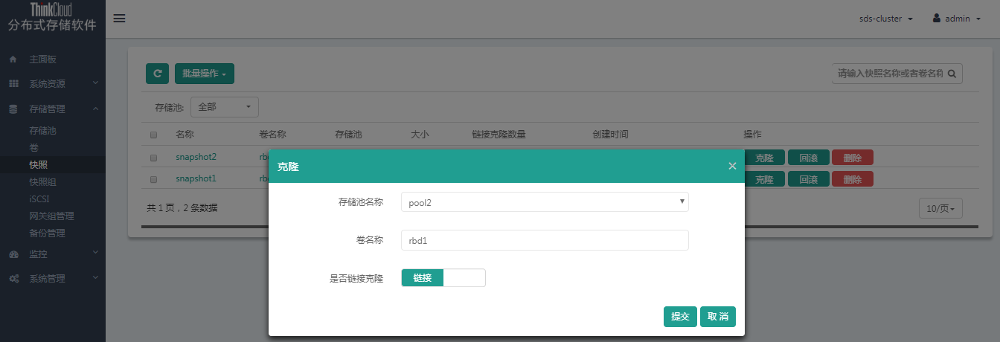 ThinkCloud
分布式存储软件
sds-cluster
admin
主面板
系统资源
存储管理
存储池
卷
快照
快照组
iSCSI
网关组管理
备份管理
监控
系统管理
批量操作
请输入快照名称或者卷名称
存储池: 全部
名称 卷名称 存储池 大小 链接克隆数量 创建时间 操作
snapshot2 克隆 回滚 删除
snapshot1 克隆 回滚 删除
共 1 页，2 条数据
10/页
克隆 ×
存储池名称 pool2
卷名称 rbd1
是否链接克隆 链接
提交 取 消